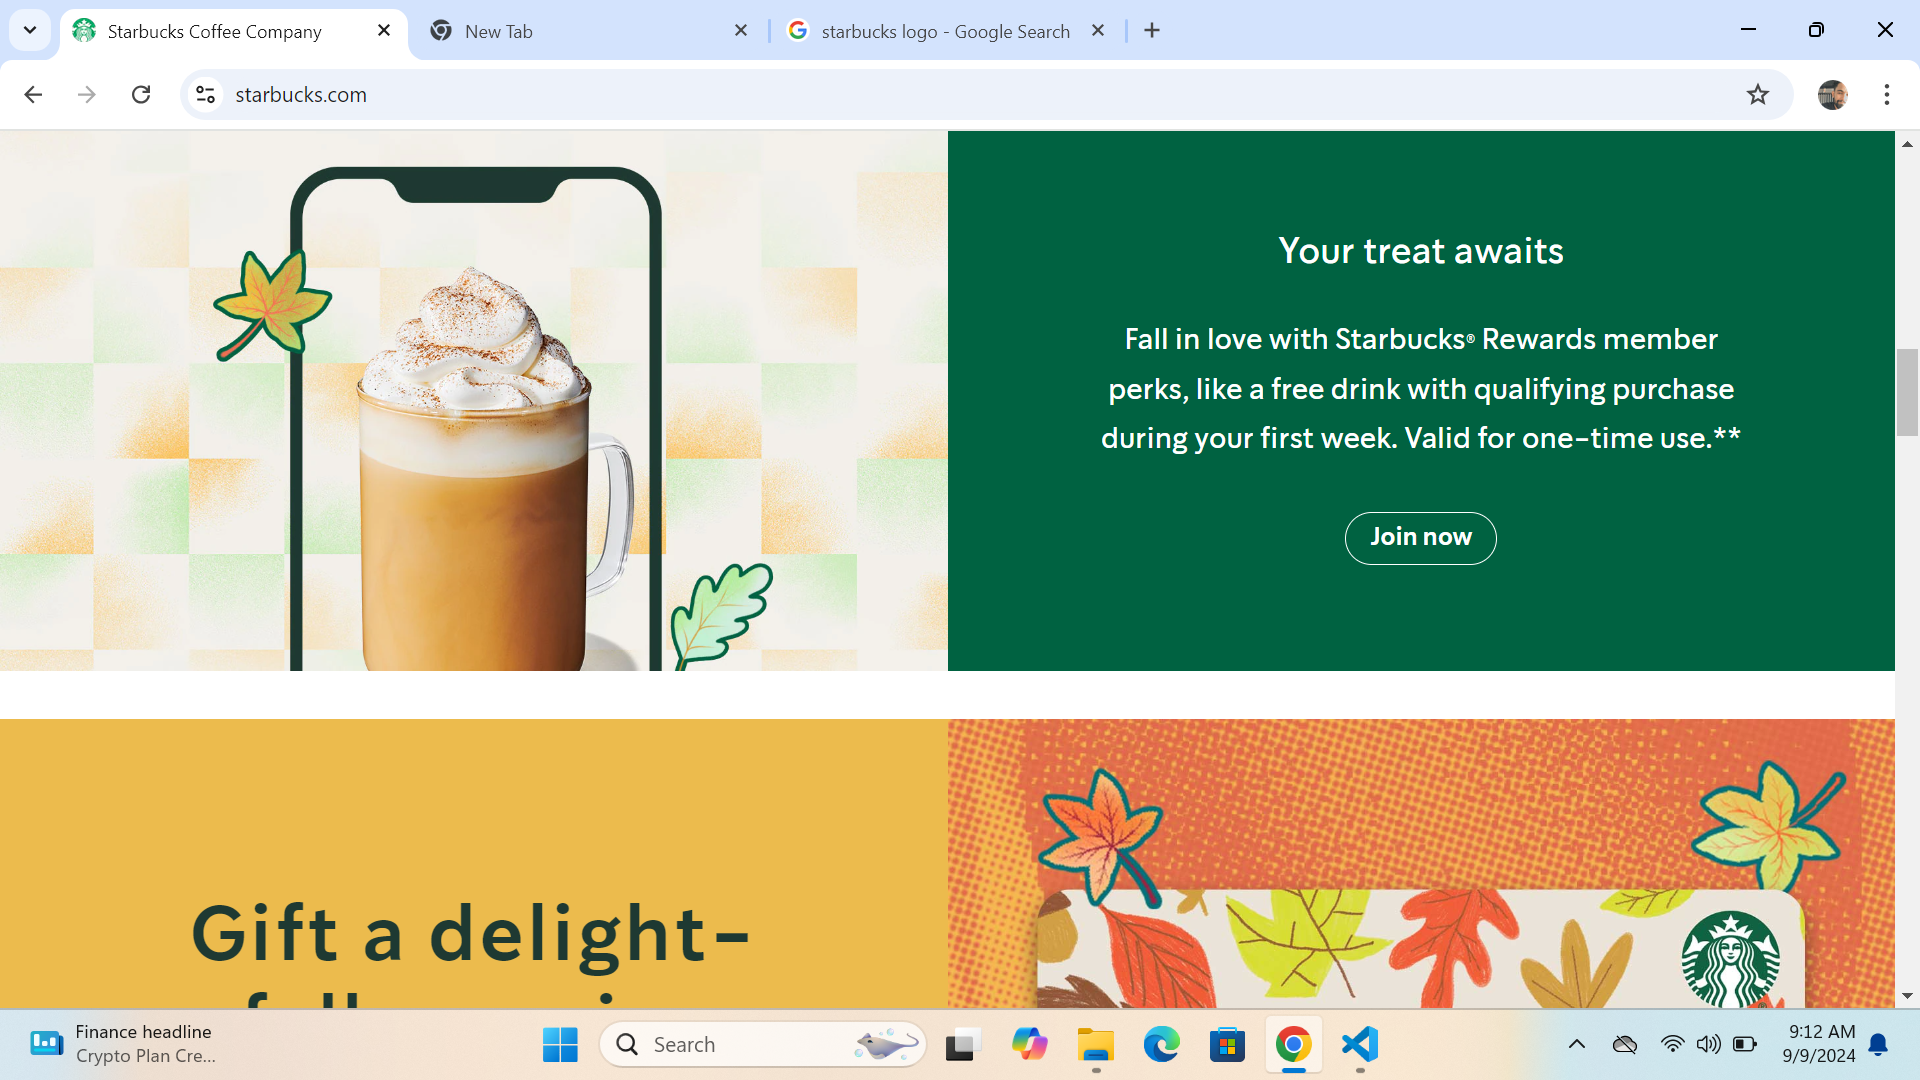 Starbucks Coffee Company
New Tab
starbucks logo - Google Search
starbucks.com
Your treat awaits
Fall in love with Starbucks® Rewards member
perks, like a free drink with qualifying purchase
during your first week. Valid for one-time use.**
Join now
Gift a delight-
Finance headline
Crypto Plan Cre...
Search
9:12 AM
9/9/2024